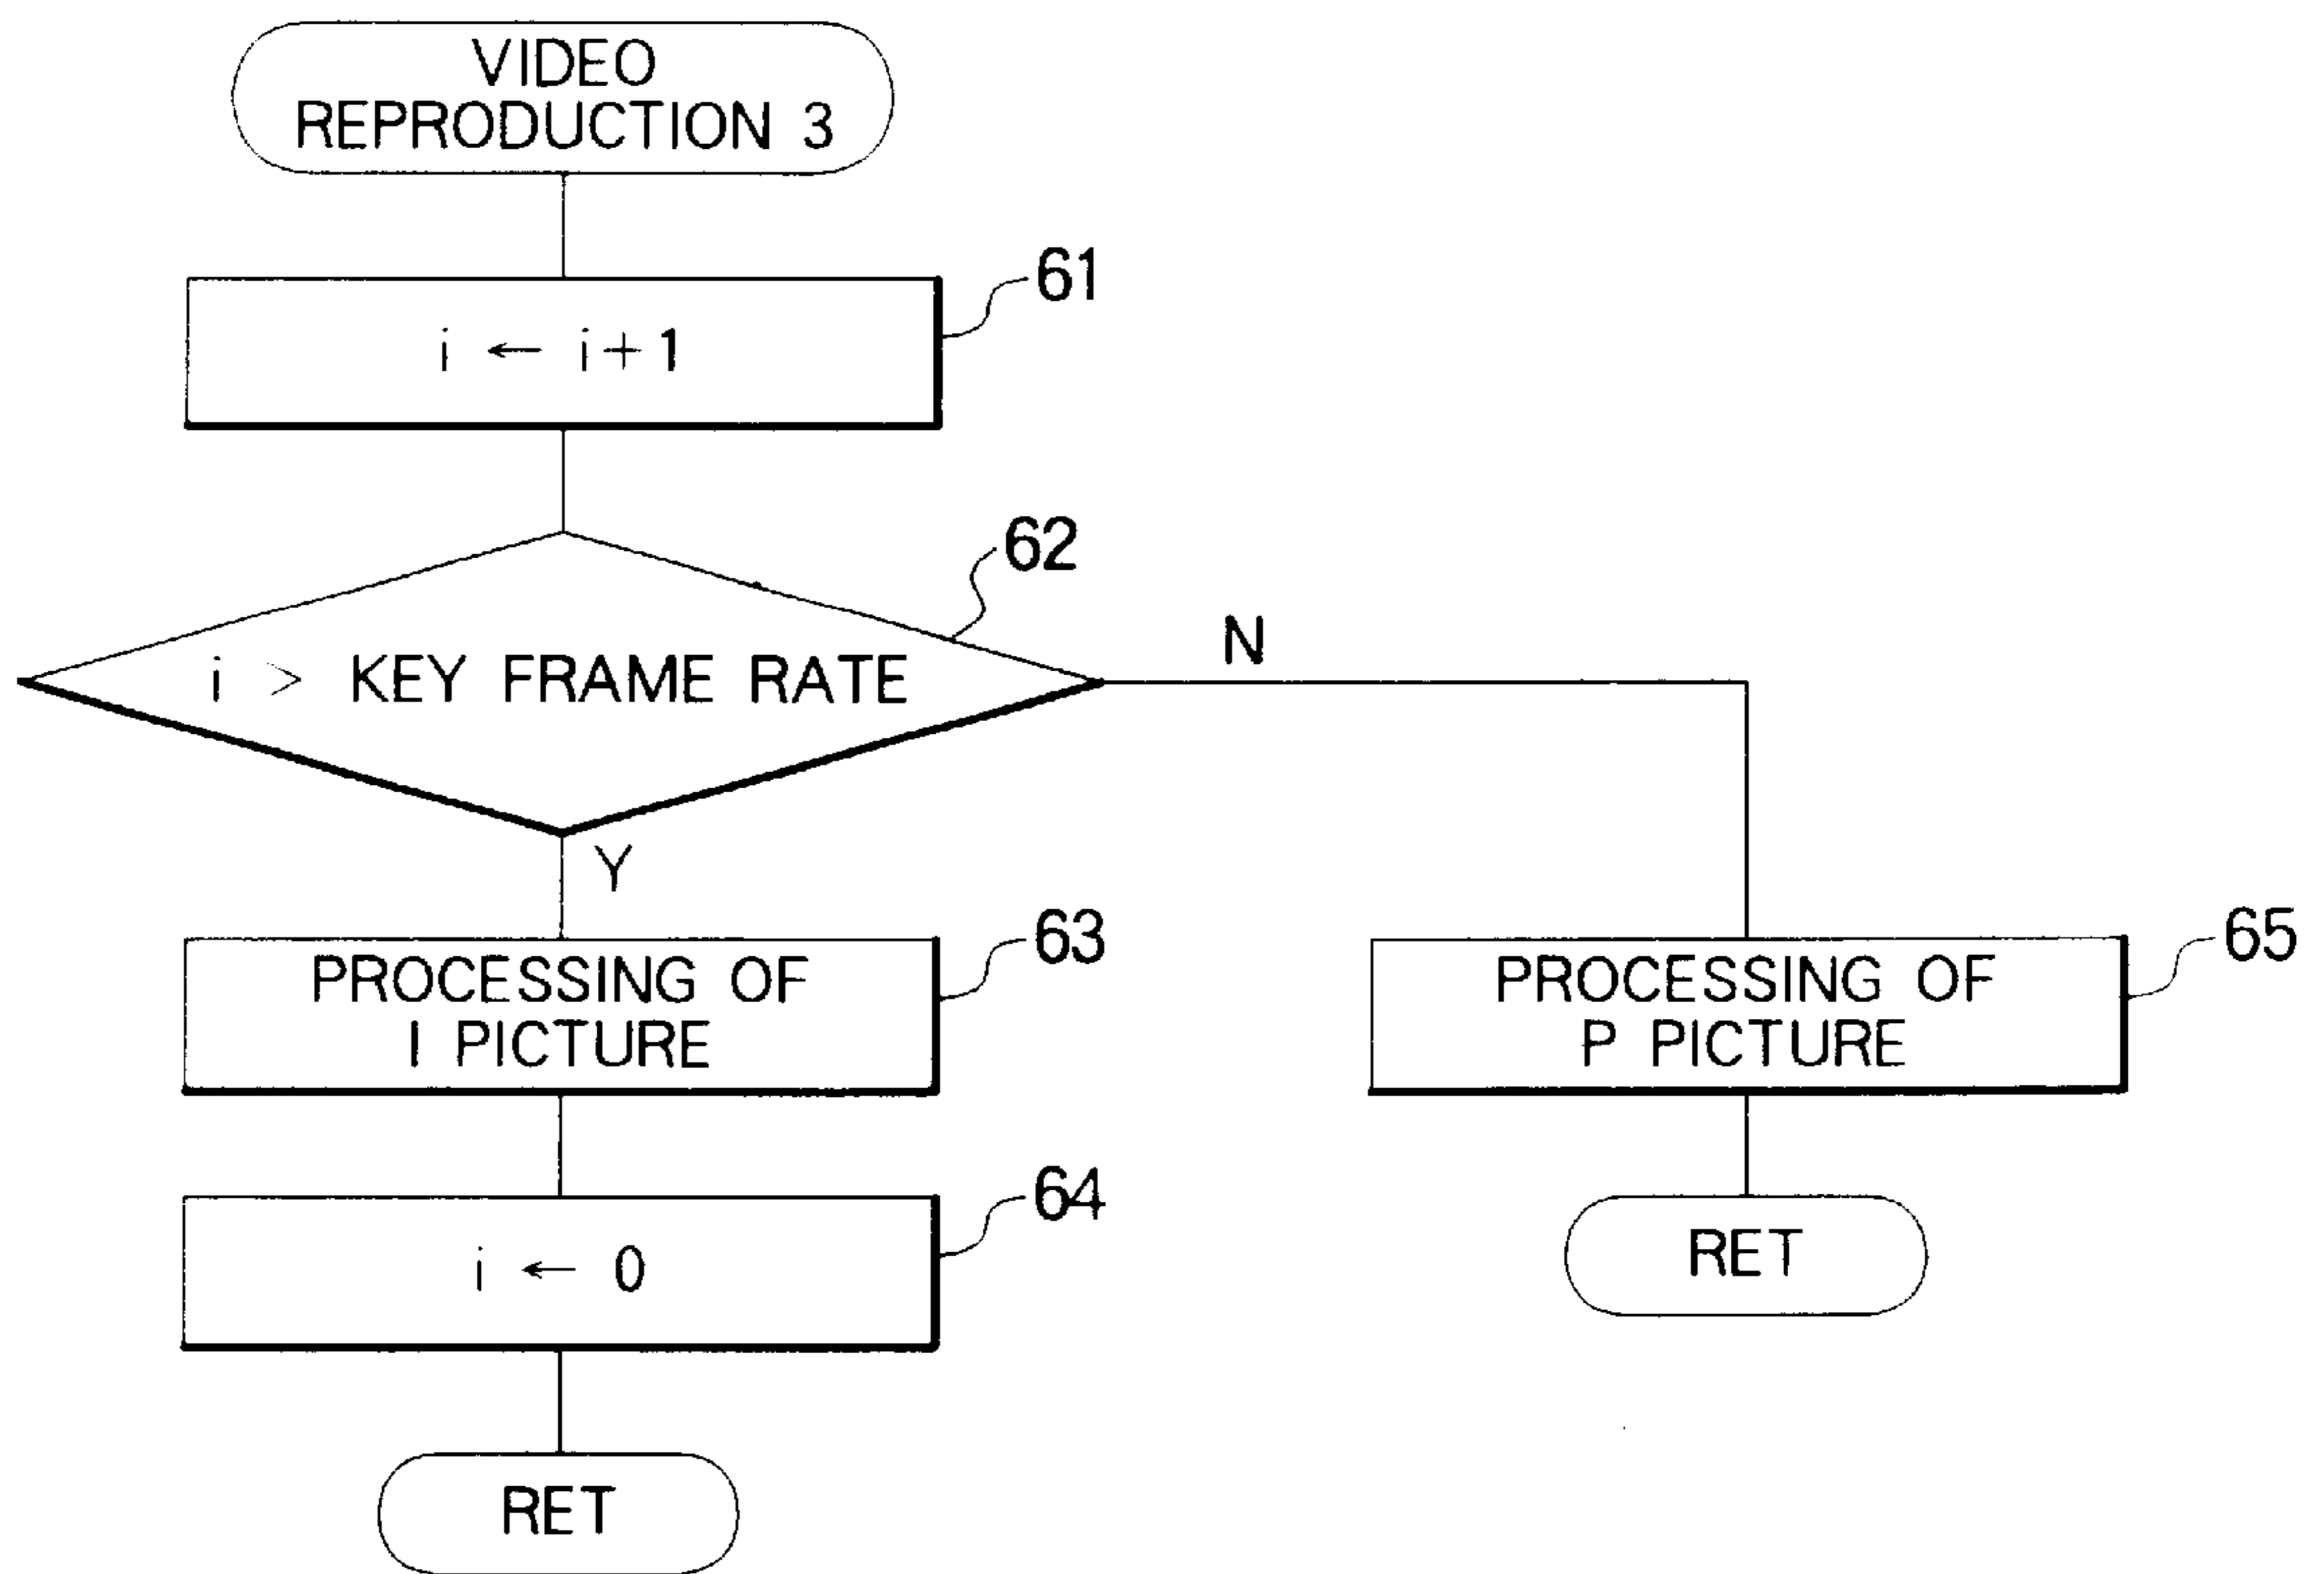 VIDEO
REPRODUCTION 3
61
i ← i+1
62
i > KEY FRAME RATE
N
Y
63
PROCESSING OF
I PICTURE
65
PROCESSING OF
P PICTURE
64
i ← 0
RET
RET